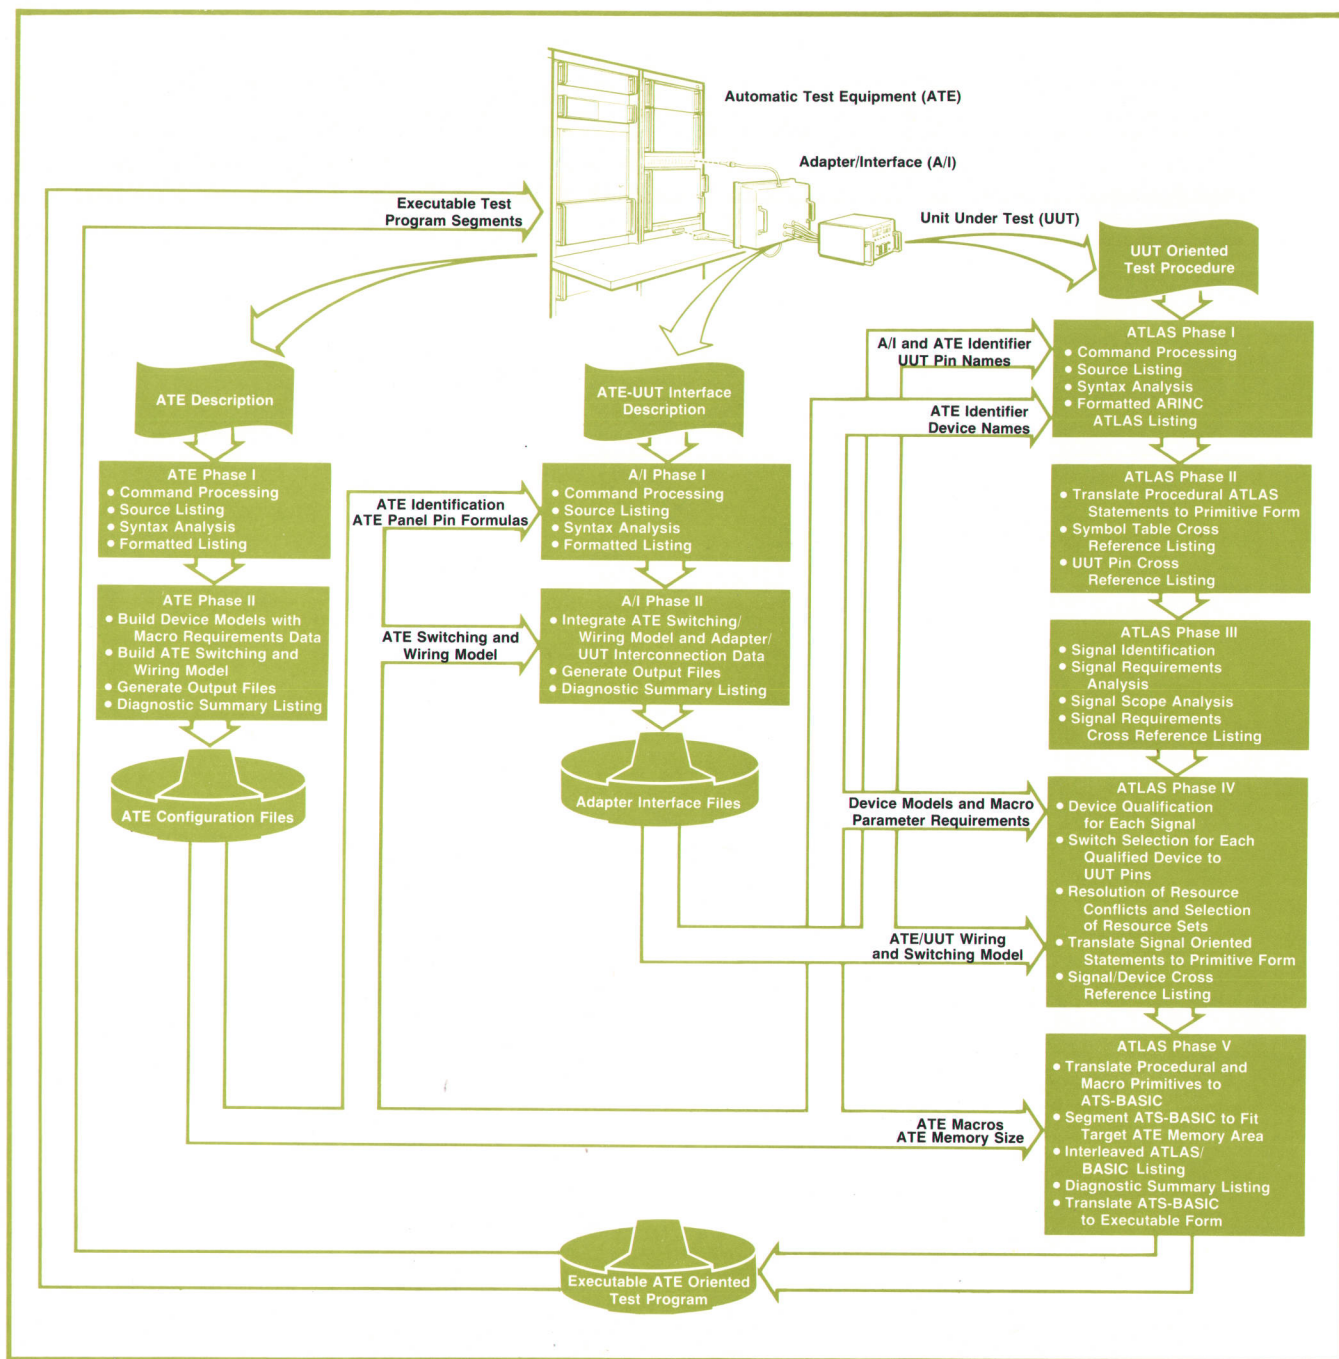 Automatic Test Equipment (ATE)
Adapter/Interface (A/I)
Unit Under Test (UUT)
Executable Test
Program Segments
UUT Oriented
Test Procedure
ATE Description
ATE-UUT Interface
Description
A/I and ATE Identifier
UUT Pin Names
ATE Identifier
Device Names
ATLAS Phase I
• Command Processing
• Source Listing
• Syntax Analysis
• Formatted ARINC
ATLAS Listing
ATE Phase I
• Command Processing
• Source Listing
• Syntax Analysis
• Formatted Listing
ATE Identification
ATE Panel Pin Formulas
A/I Phase I
• Command Processing
• Source Listing
• Syntax Analysis
• Formatted Listing
ATLAS Phase II
• Translate Procedural ATLAS
Statements to Primitive Form
• Symbol Table Cross
Reference Listing
• UUT Pin Cross
Reference Listing
ATE Phase II
• Build Device Models with
Macro Requirements Data
• Build ATE Switching and
Wiring Model
• Generate Output Files
• Diagnostic Summary Listing
ATE Switching and
Wiring Model
A/I Phase II
• Integrate ATE Switching/
Wiring Model and Adapter/
UUT Interconnection Data
• Generate Output Files
• Diagnostic Summary Listing
ATLAS Phase III
• Signal Identification
• Signal Requirements
Analysis
• Signal Scope Analysis
• Signal Requirements
Cross Reference Listing
ATE Configuration Files
Adapter Interface Files
Device Models and Macro
Parameter Requirements
ATE/UUT Wiring
and Switching Model
ATLAS Phase IV
• Device Qualification
for Each Signal
• Switch Selection for Each
Qualified Device to
UUT Pins
• Resolution of Resource
Conflicts and Selection
of Resource Sets
• Translate Signal Oriented
Statements to Primitive Form
• Signal/Device Cross
Reference Listing
ATE Macros
ATE Memory Size
ATLAS Phase V
• Translate Procedural and
Macro Primitives to
ATS-BASIC
• Segment ATS-BASIC to Fit
Target ATE Memory Area
• Interleaved ATLAS/
BASIC Listing
• Diagnostic Summary Listing
• Translate ATS-BASIC
to Executable Form
Executable ATE Oriented
Test Program